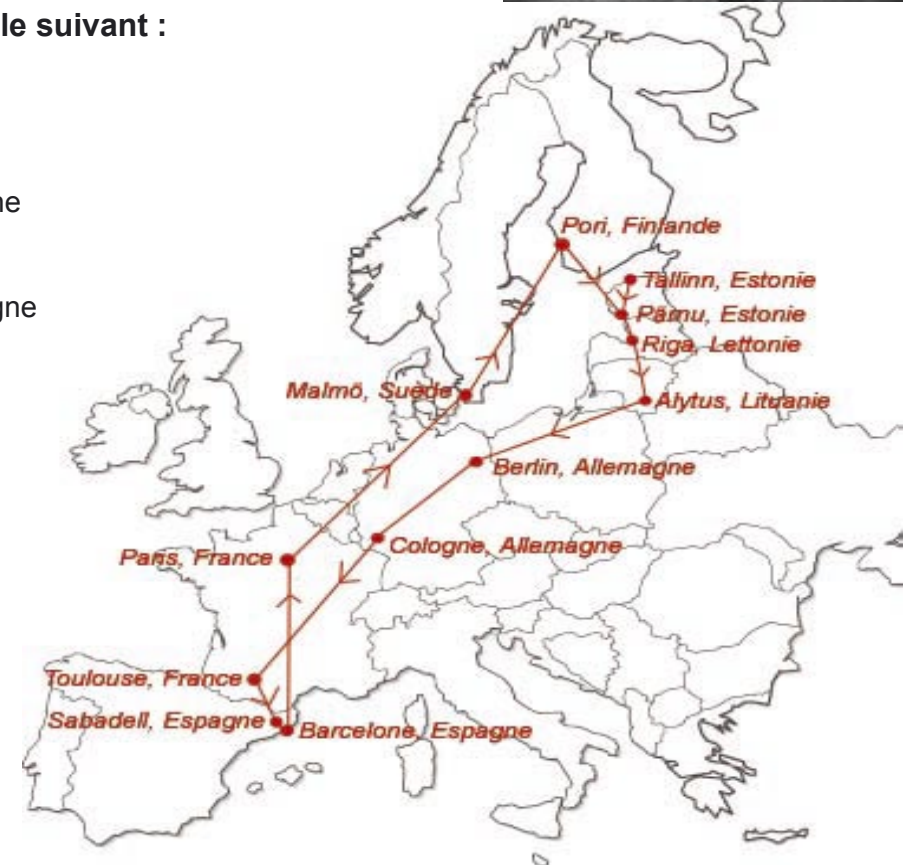 le suivant :
ne
gne
Pori, Finlande
Tallinn, Estonie
Pärnu, Estonie
Riga, Lettonie
Malmö, Suède
Alytus, Lituanie
Berlin, Allemagne
Cologne, Allemagne
Paris, France
Toulouse, France
Sabadell, Espagne
Barcelone, Espagne